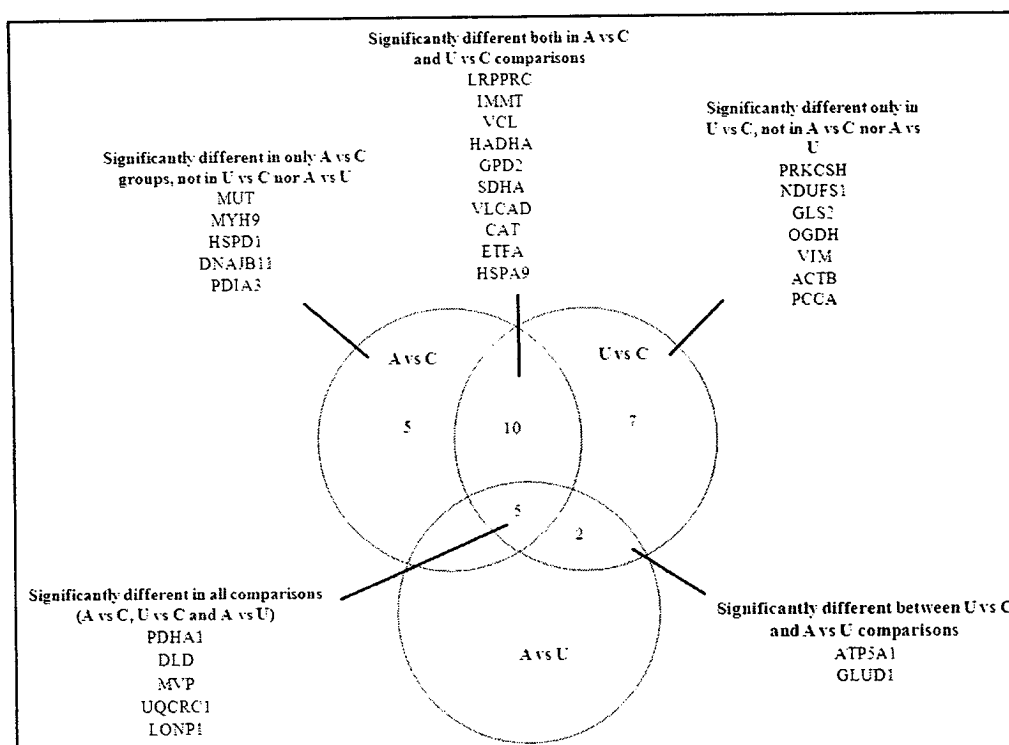 Significantly different both in A vs C
and U vs C comparisons
LRPPRC
IMMT
VCL
HADHA
GPD2
SDHA
VLCAD
CAT
ETFA
HSPA9
Significantly different in only A vs C
groups, not in U vs C nor A vs U
MUT
MYH9
HSPD1
DNAJB11
PDIA3
Significantly different only in
U vs C, not in A vs C nor A vs
U
PRKCSH
NDUFS1
GLS2
OGDH
VIM
ACTB
PCCA
A vs C
U vs C
5
10
7
5
2
A vs U
Significantly different in all comparisons
(A vs C, U vs C and A vs U)
PDHA1
DLD
MVP
UQCRC1
LONP1
Significantly different between U vs C
and A vs U comparisons
ATP5A1
GLUD1